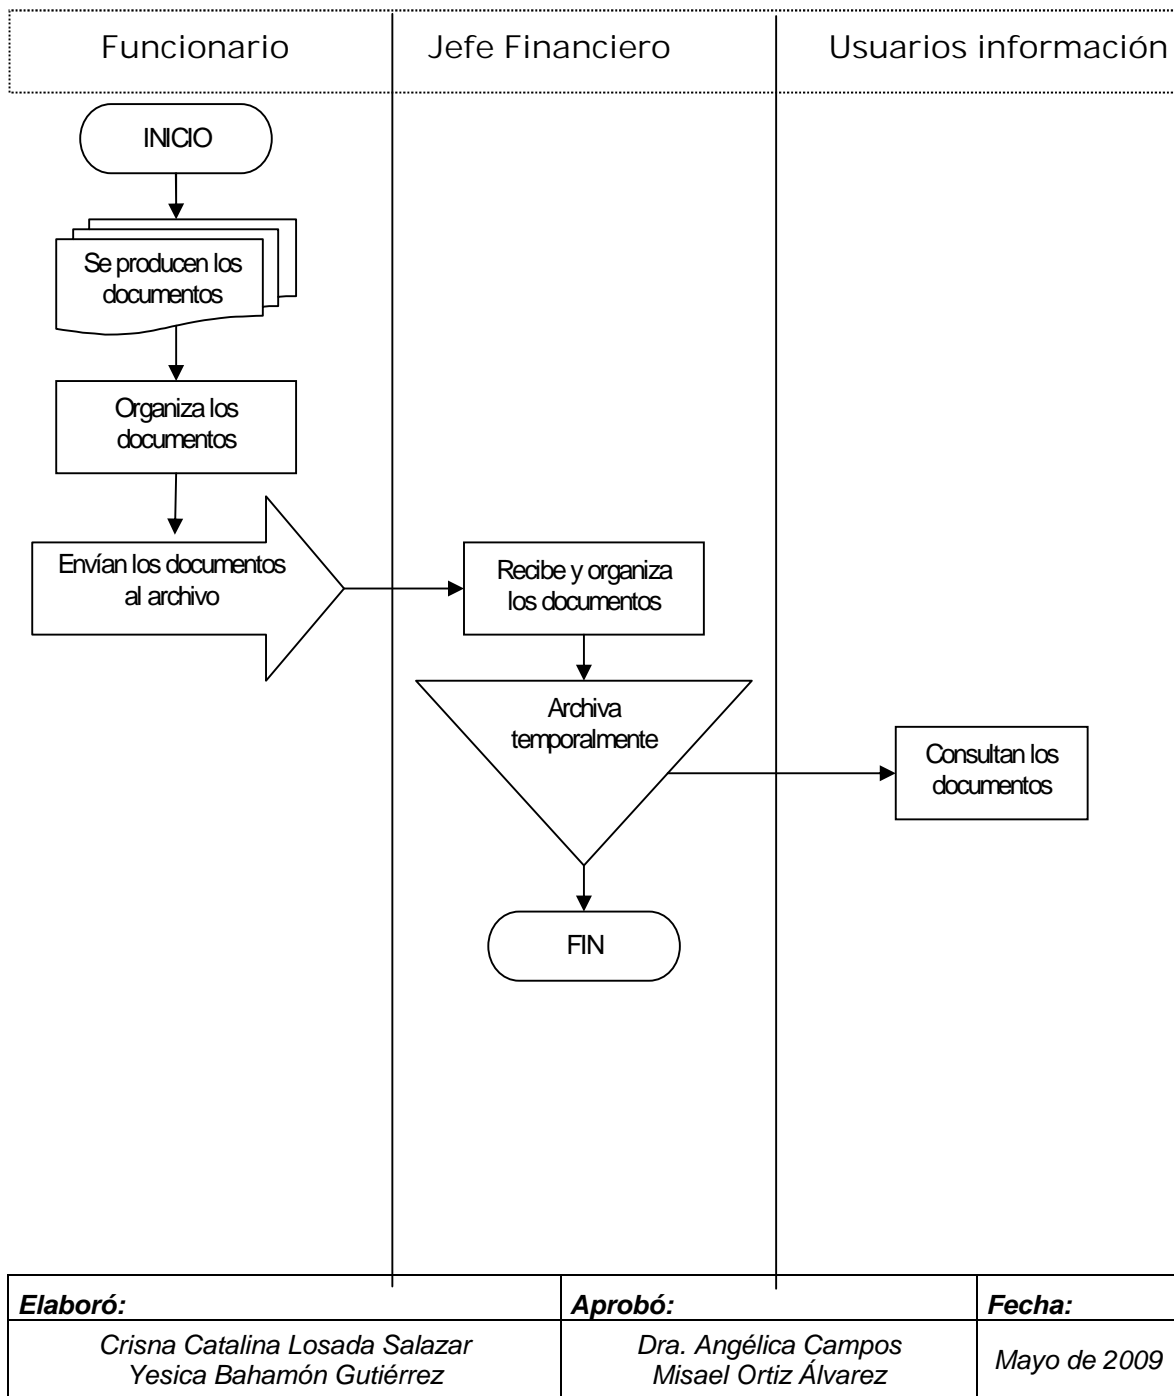 Funcionario
Jefe Financiero
Usuarios información
INICIO
Se producen los
documentos
Organiza los
documentos
Envían los documentos
al archivo
Recibe y organiza
los documentos
Archiva
temporalmente
Consultan los
documentos
FIN
Elaboró:
Aprobó:
Fecha:
Crisna Catalina Losada Salazar
Yesica Bahamón Gutiérrez
Dra. Angélica Campos
Misael Ortiz Álvarez
Mayo de 2009